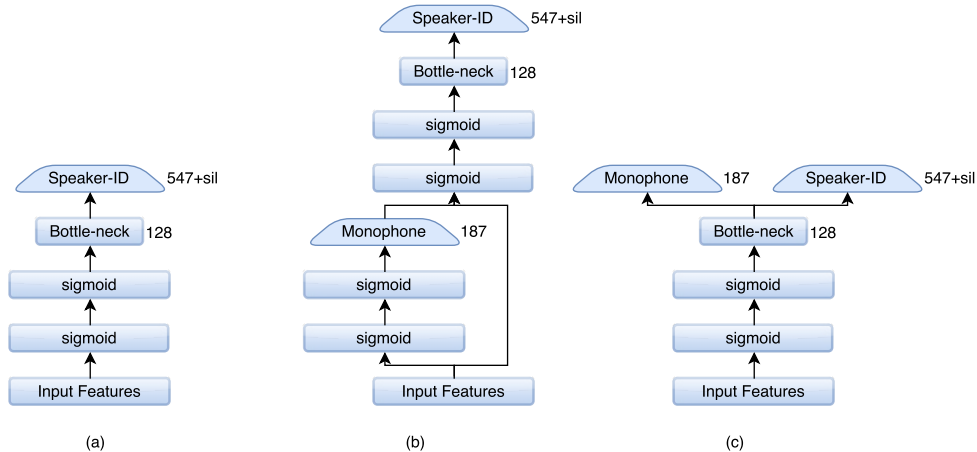 Speaker-ID 547+sil
Bottle-neck 128
sigmoid
sigmoid
Input Features
(a)
Speaker-ID 547+sil
Bottle-neck 128
sigmoid
sigmoid
Monophone 187
sigmoid
sigmoid
Input Features
(b)
Monophone 187
Speaker-ID 547+sil
Bottle-neck 128
sigmoid
sigmoid
Input Features
(c)